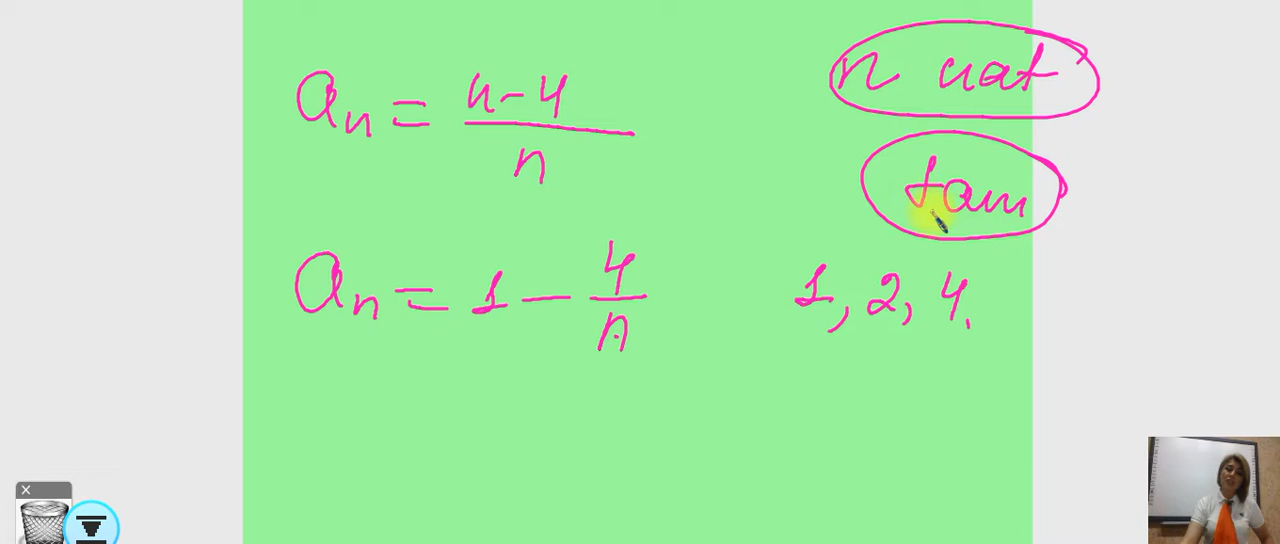 aₙ = (n-4)/n
n nat
tam
aₙ = 1 - 4/n
1, 2, 4.